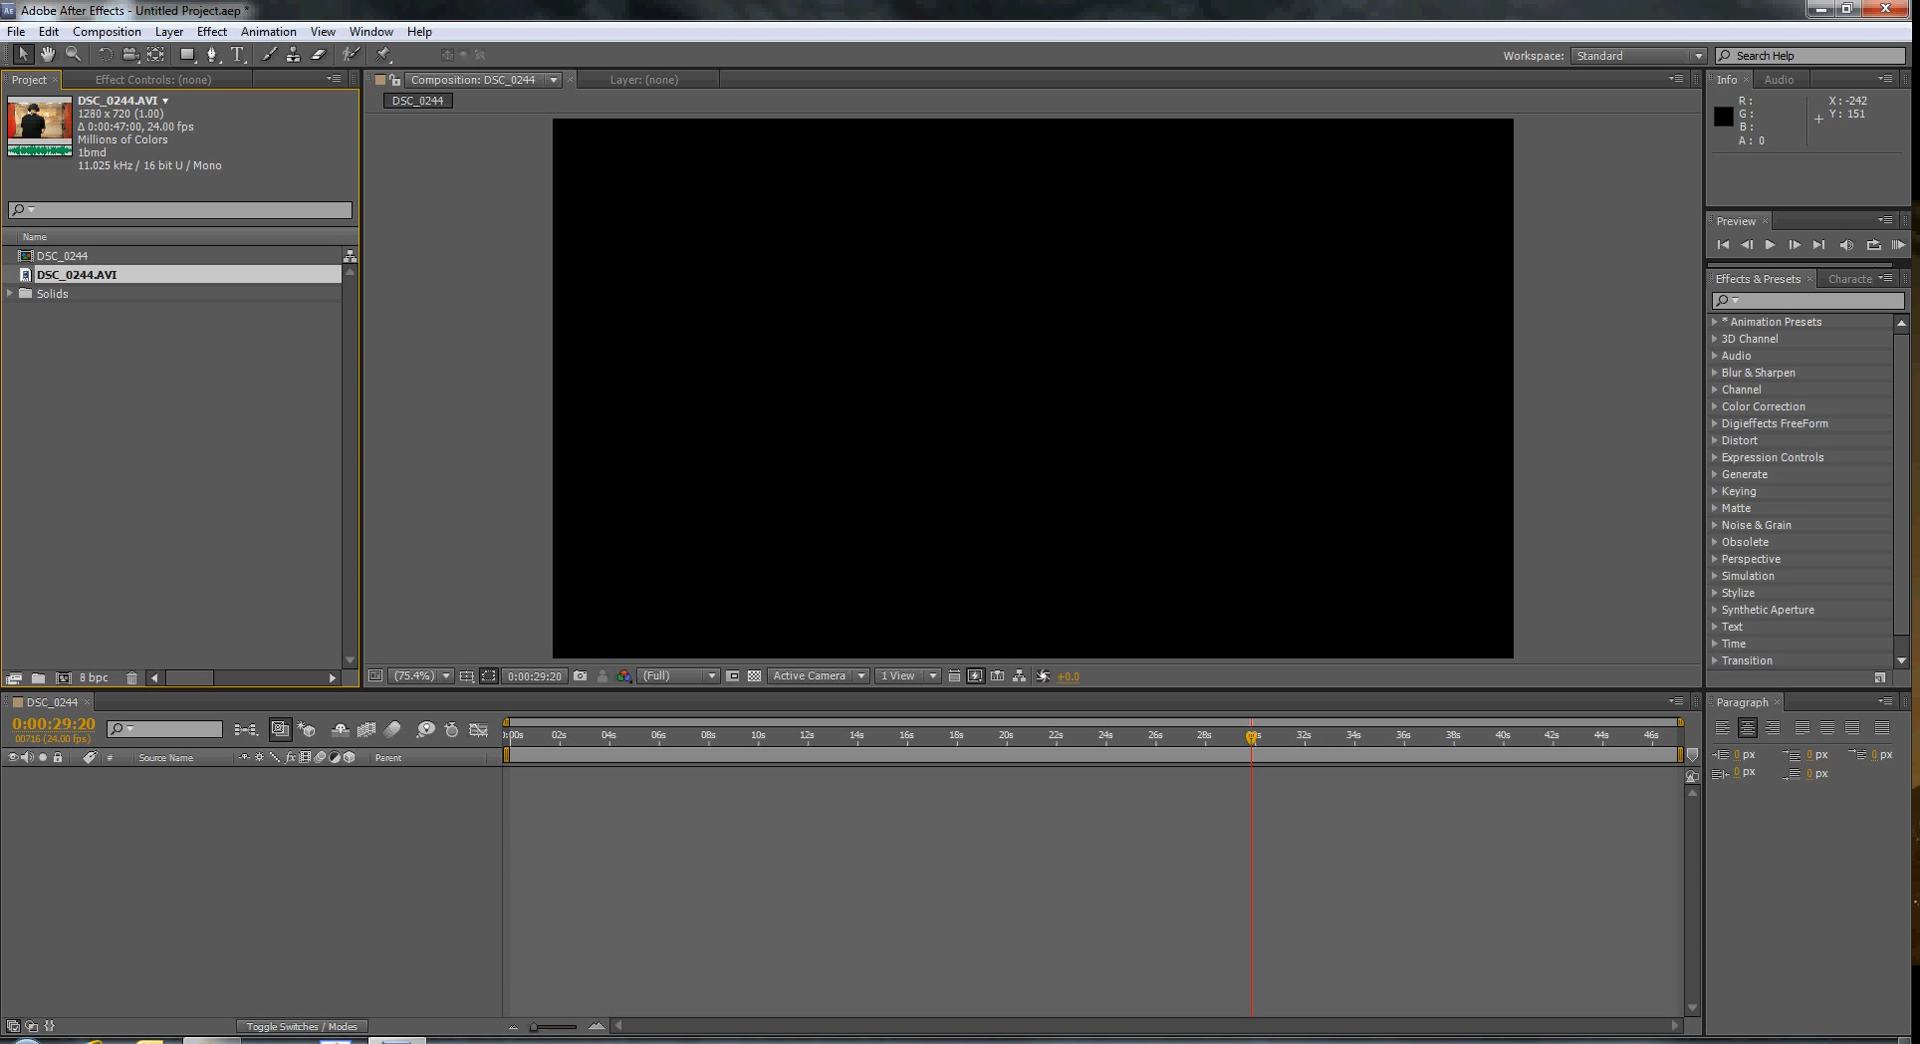 Adobe After Effects - Untitled Project.aep *
File Edit Composition Layer Effect Animation View Window Help
Workspace: Standard Search Help
Project Effect Controls: (none)
DSC_0244.AVI
1280 x 720 (1.00)
Δ 0:00:47:00, 24.00 fps
Millions of Colors
1bmd
11.025 kHz / 16 bit U / Mono
Name
DSC_0244
DSC_0244.AVI
Solids
8 bpc
Composition: DSC_0244 Layer: (none)
DSC_0244
(75.4%) 0:00:29:20 (Full) Active Camera 1 View +0.0
Info Audio
R :
G :
B :
A : 0
X : -242
Y : 151
Preview
Effects & Presets Characte
* Animation Presets
3D Channel
Audio
Blur & Sharpen
Channel
Color Correction
Digieffects FreeForm
Distort
Expression Controls
Generate
Keying
Matte
Noise & Grain
Obsolete
Perspective
Simulation
Stylize
Synthetic Aperture
Text
Time
Transition
DSC_0244
0:00:29:20
00716 (24.00 fps)
# Source Name fx Parent
02s 04s 06s 08s 10s 12s 14s 16s 18s 20s 22s 24s 26s 28s 32s 34s 36s 38s 40s 42s 44s 46s
Toggle Switches / Modes
Paragraph
0 px 0 px 0 px
0 px 0 px